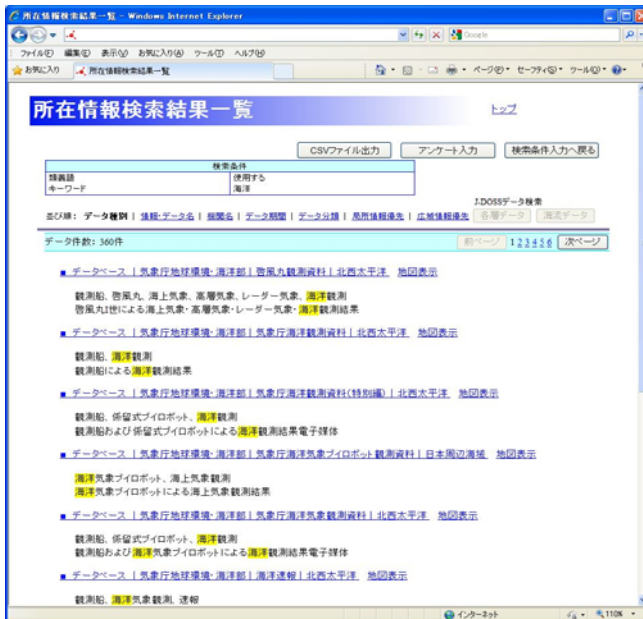 所在情報検索結果一覧 - Windows Internet Explorer
Google
ファイル(F) 編集(E) 表示(V) お気に入り(A) ツール(T) ヘルプ(H)
お気に入り 所在情報検索結果一覧 ページ(P) セーフティ(S) ツール(O)
所在情報検索結果一覧 トップ
CSVファイル出力 アンケート入力 検索条件入力へ戻る
検索条件
類義語 使用する
キーワード 海洋
J-DOSSデータ検索
並び順: データ種別 | 情報・データ名 | 機関名 | データ期間 | データ分類 | 局所情報優先 | 広域情報優先 各層データ 海流データ
データ件数: 360件 前ページ 1 2 3 4 5 6 次ページ
■ データベース | 気象庁地球環境・海洋部 | 啓風丸観測資料 | 北西太平洋 地図表示
観測船、啓風丸、海上気象、高層気象、レーダー気象、海洋観測
啓風丸I世による海上気象・高層気象・レーダー気象・海洋観測結果
■ データベース | 気象庁地球環境・海洋部 | 気象庁海洋観測資料 | 北西太平洋 地図表示
観測船、海洋観測
観測船による海洋観測結果
■ データベース | 気象庁地球環境・海洋部 | 気象庁海洋観測資料(特別編) | 北西太平洋 地図表示
観測船、係留式ブイロボット、海洋観測
観測船および係留式ブイロボットによる海洋観測結果電子媒体
■ データベース | 気象庁地球環境・海洋部 | 気象庁海洋気象ブイロボット観測資料 | 日本周辺海域 地図表示
海洋気象ブイロボット、海上気象観測
海洋気象ブイロボットによる海上気象観測結果
■ データベース | 気象庁地球環境・海洋部 | 気象庁海洋気象観測資料 | 北西太平洋 地図表示
観測船、係留式ブイロボット、海洋観測
観測船および海洋気象ブイロボットによる海洋観測結果電子媒体
■ データベース | 気象庁地球環境・海洋部 | 海洋速報 | 北西太平洋 地図表示
観測船、海洋気象観測、速報
インターネット 110%